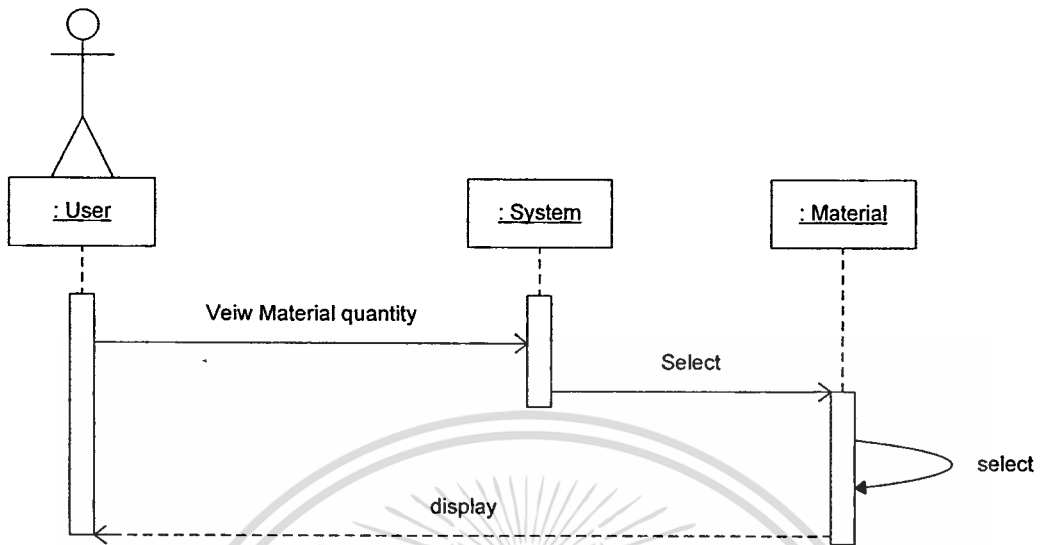 : User
: System
: Material
Veiw Material quantity
Select
select
display